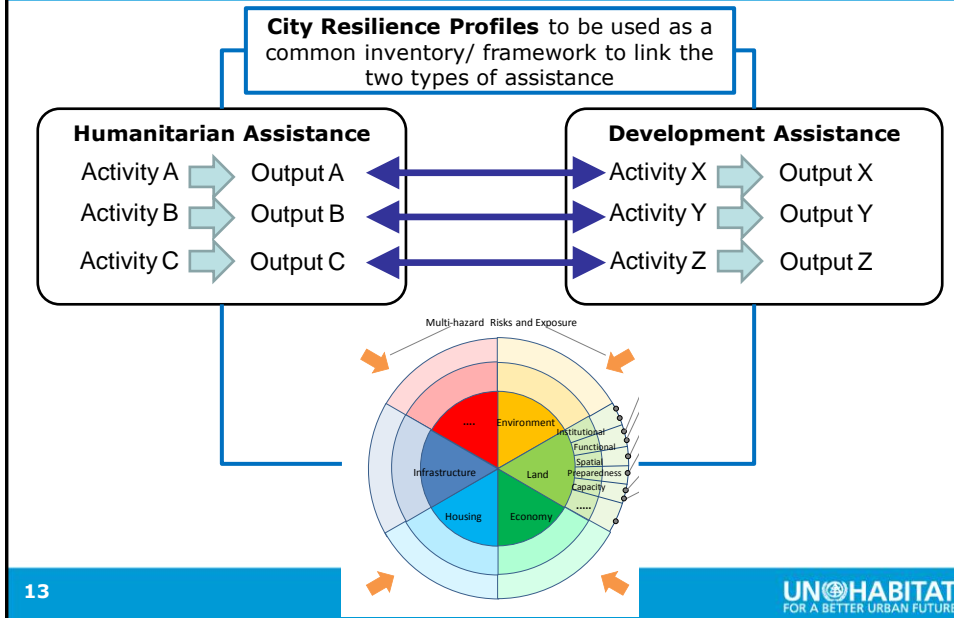 City Resilience Profiles to be used as a
common inventory/ framework to link the
two types of assistance
Humanitarian Assistance
Activity A Output A
Activity B Output B
Activity C Output C
Development Assistance
Activity X Output X
Activity Y Output Y
Activity Z Output Z
Multi-hazard Risks and Exposure
....
Environment
Institutional
Functional
Spatial
Infrastructure
Land
Preparedness
Capacity
.....
Housing
Economy
13
UN HABITAT
FOR A BETTER URBAN FUTURE